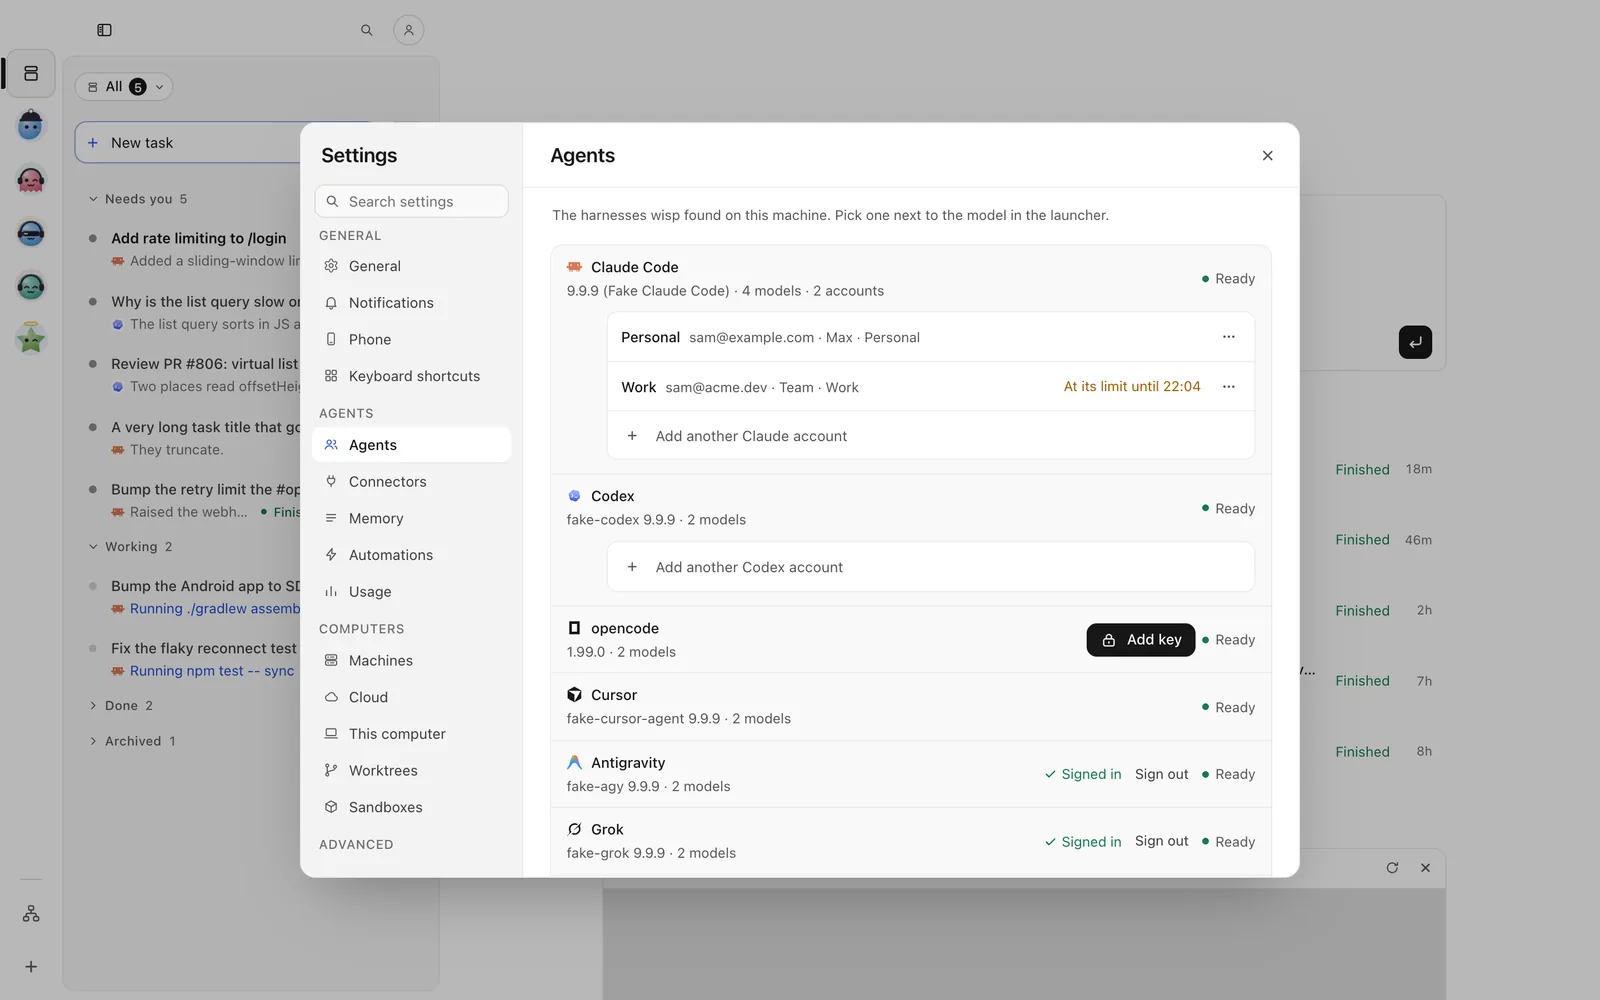 All 5
New task
Needs you 5
Add rate limiting to /login
Added a sliding-window
Why is the list query slow
The list query sorts in JS
Review PR #806: virtual list
Two places read
A very long task title that
They truncate.
Bump the retry limit the
Raised the webh...
Working 2
Bump the Android app to
Running ./gradlew
Fix the flaky reconnect test
Running npm test -- sync
Done 2
Archived 1
Settings
Search settings
GENERAL
General
Notifications
Phone
Keyboard shortcuts
AGENTS
Agents
Connectors
Memory
Automations
Usage
COMPUTERS
Machines
Cloud
This computer
Worktrees
Sandboxes
ADVANCED
Agents
The harnesses wisp found on this machine. Pick one next to the model in the launcher.
Claude Code
9.9.9 (Fake Claude Code) · 4 models · 2 accounts
Ready
Personal sam@example.com · Max · Personal
Work sam@acme.dev · Team · Work At its limit until 22:04
Add another Claude account
Codex
fake-codex 9.9.9 · 2 models
Ready
Add another Codex account
opencode
1.99.0 · 2 models
Add key Ready
Cursor
fake-cursor-agent 9.9.9 · 2 models
Ready
Antigravity
fake-agy 9.9.9 · 2 models
Signed in Sign out Ready
Grok
fake-grok 9.9.9 · 2 models
Signed in Sign out Ready
Finished 18m
Finished 46m
Finished 2h
Finished 7h
Finished 8h